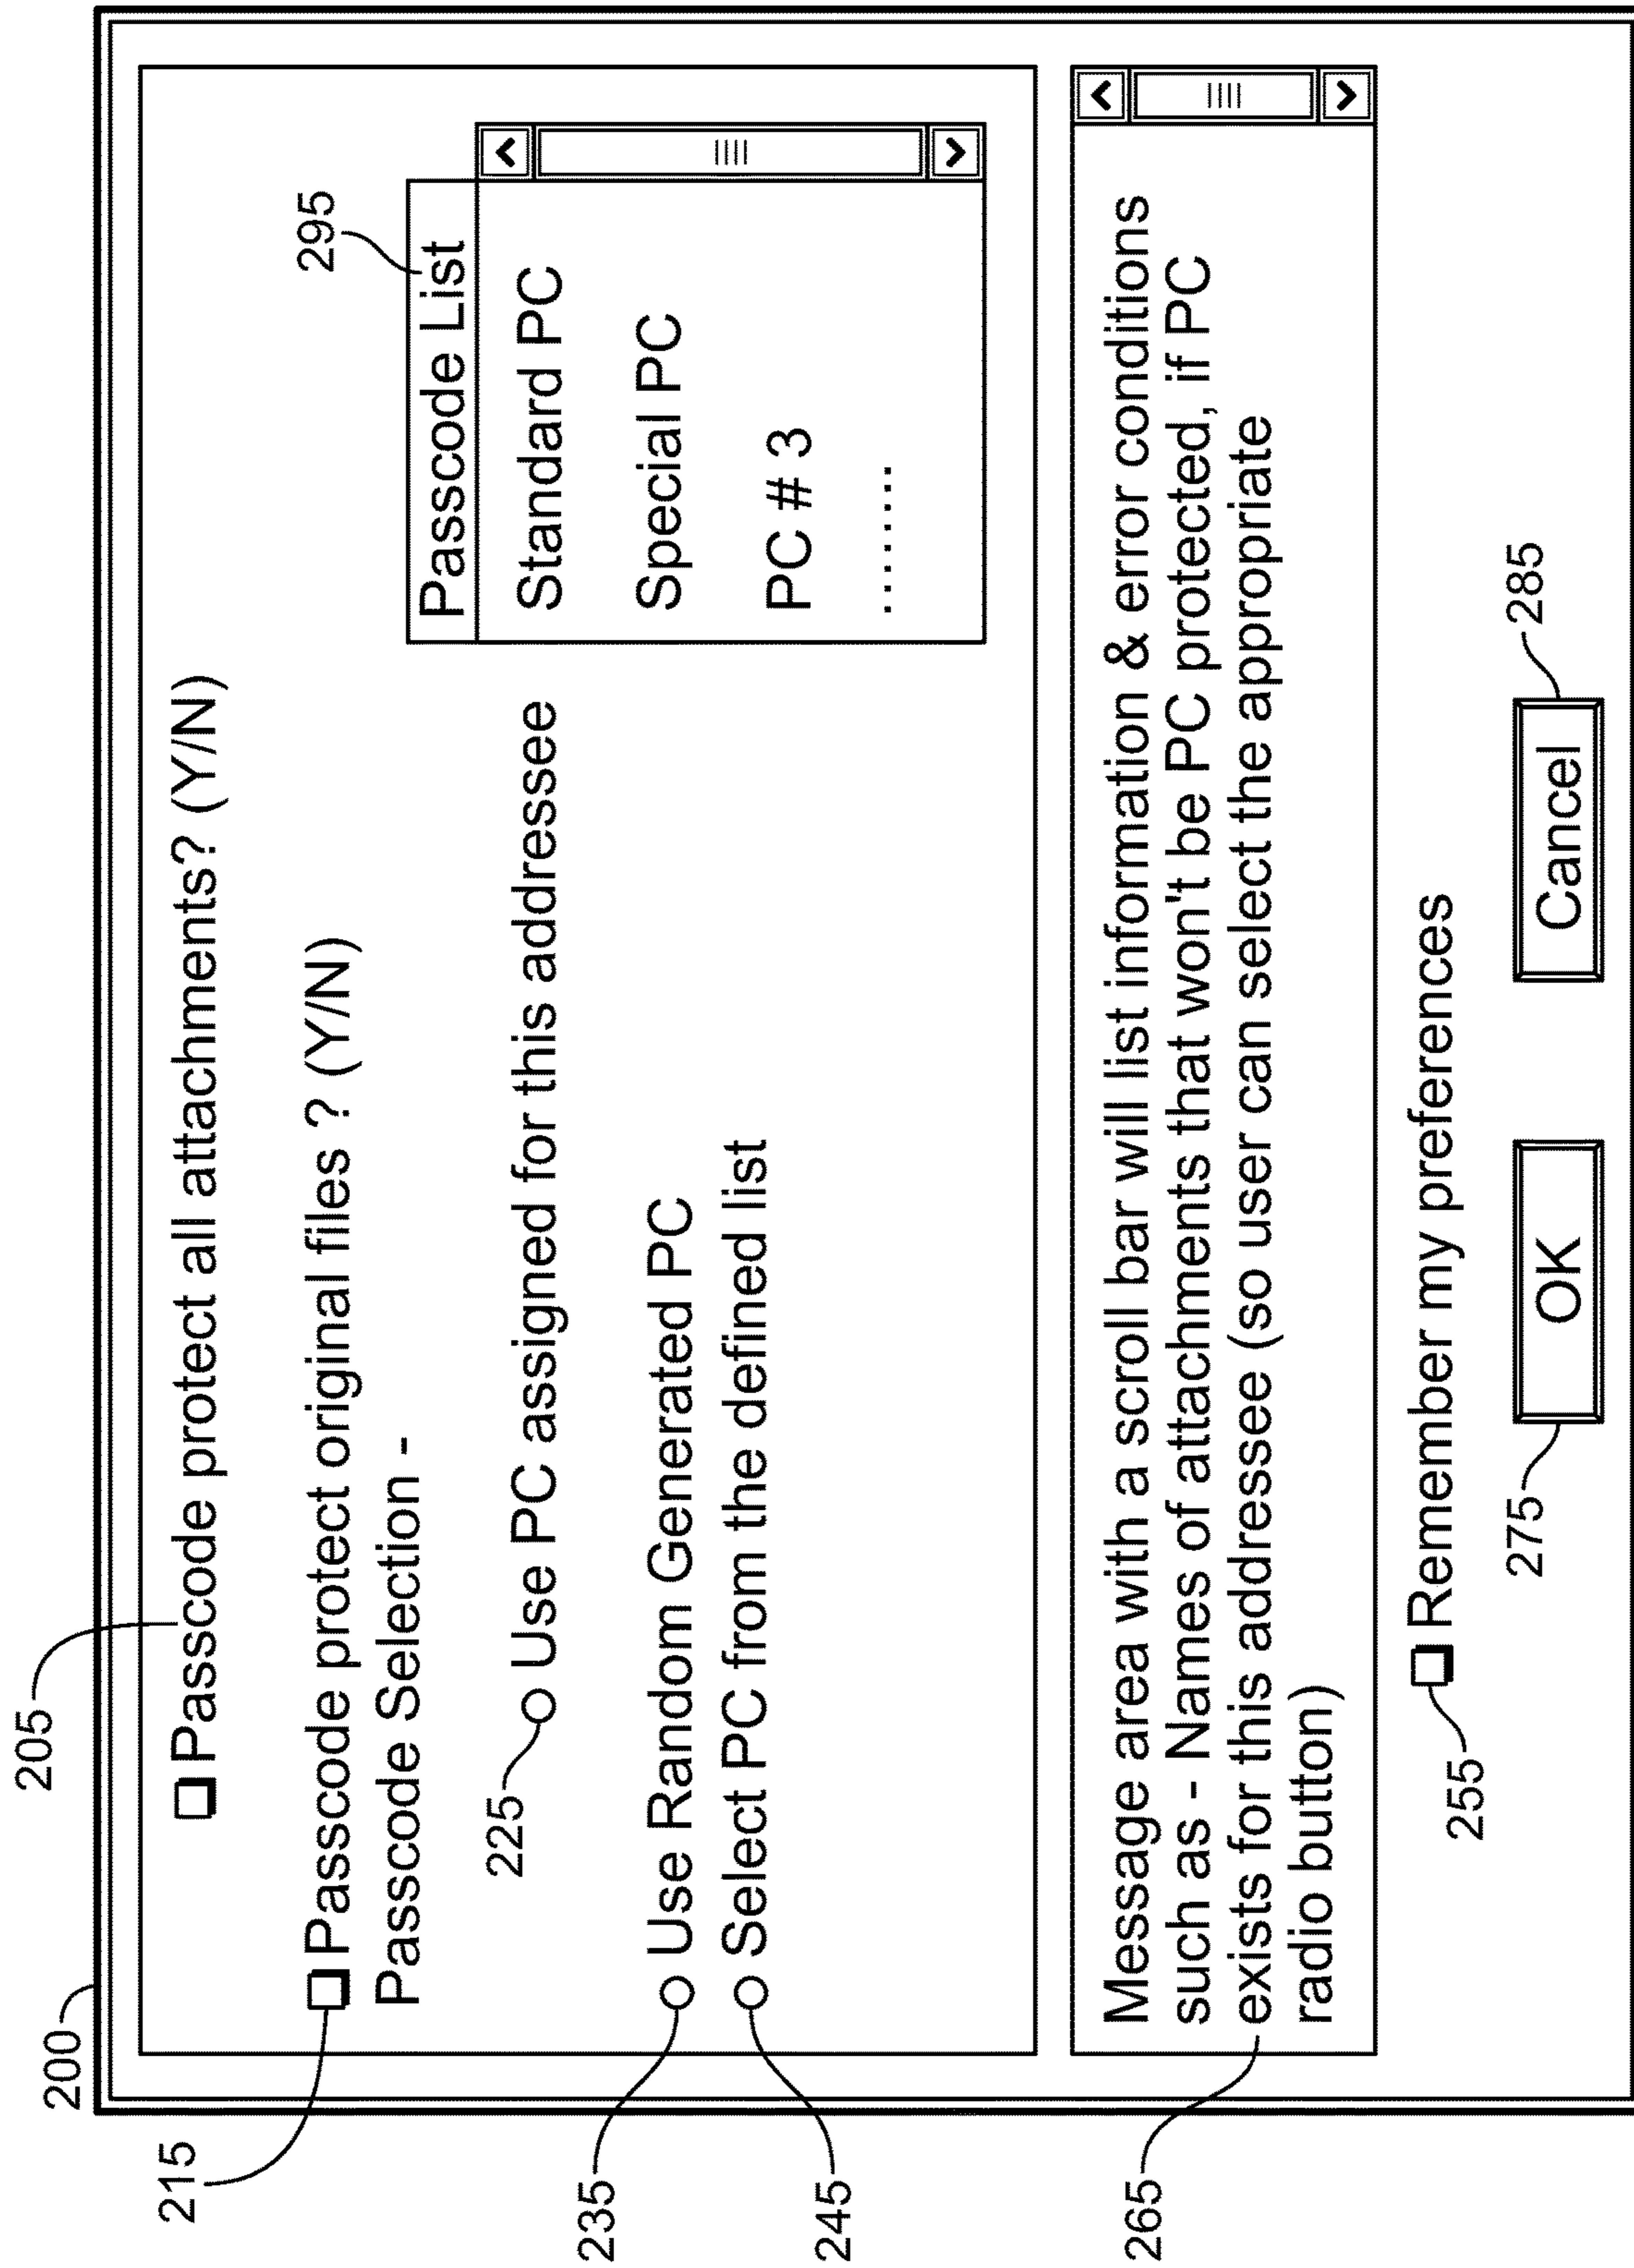 200
205
Passcode protect all attachments? (Y/N)
215
Passcode protect original files ? (Y/N)
Passcode Selection -
295
Passcode List
Standard PC
Special PC
PC # 3
........
225
Use PC assigned for this addressee
235
Use Random Generated PC
245
Select PC from the defined list
265
Message area with a scroll bar will list information & error conditions
such as - Names of attachments that won't be PC protected, if PC
exists for this addressee (so user can select the appropriate
radio button)
255
Remember my preferences
275
OK
Cancel
285